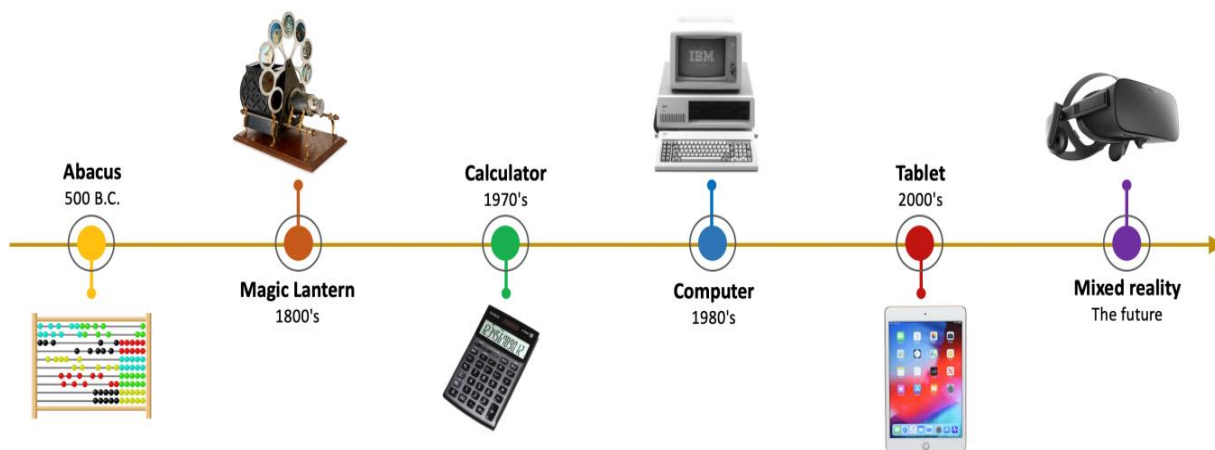 IBM
Abacus
500 B.C.
Calculator
1970's
Tablet
2000's
Magic Lantern
1800's
Computer
1980's
Mixed reality
The future